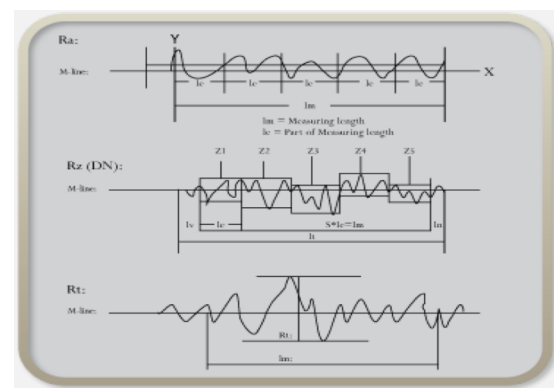 Ra:
Y
M-line:
X
lc lc lc lc lc
lm
lm = Measuring length
lc = Part of Measuring length
Z1 Z2 Z3 Z4 Z5
Rz (DN):
M-line:
lv lc S*lc=lm ln
lt
Rt:
M-line:
Rt:
lm: